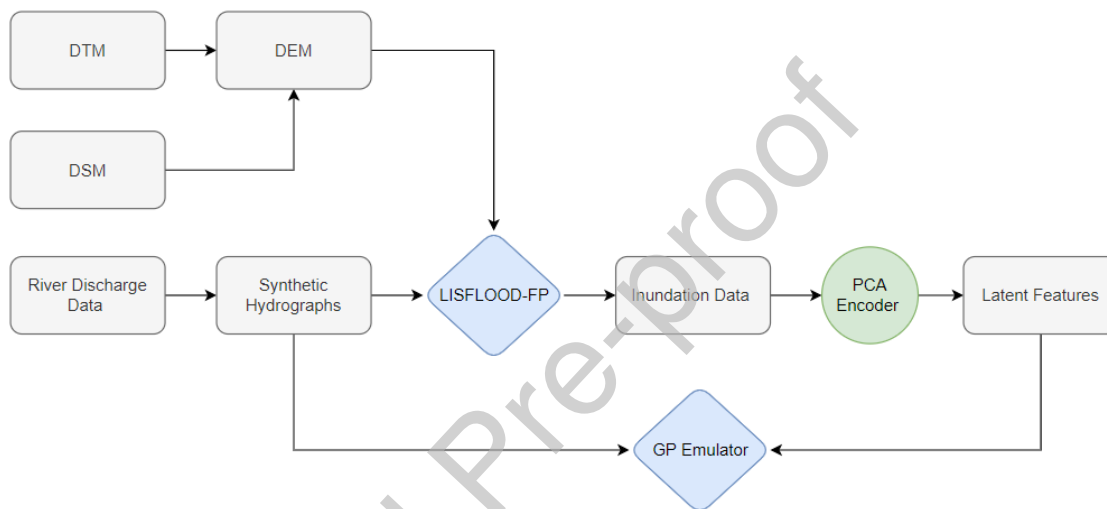 DTM
DEM
DSM
River Discharge
Data
Synthetic
Hydrographs
LISFLOOD-FP
Inundation Data
PCA
Encoder
Latent Features
GP Emulator
Pre-proof